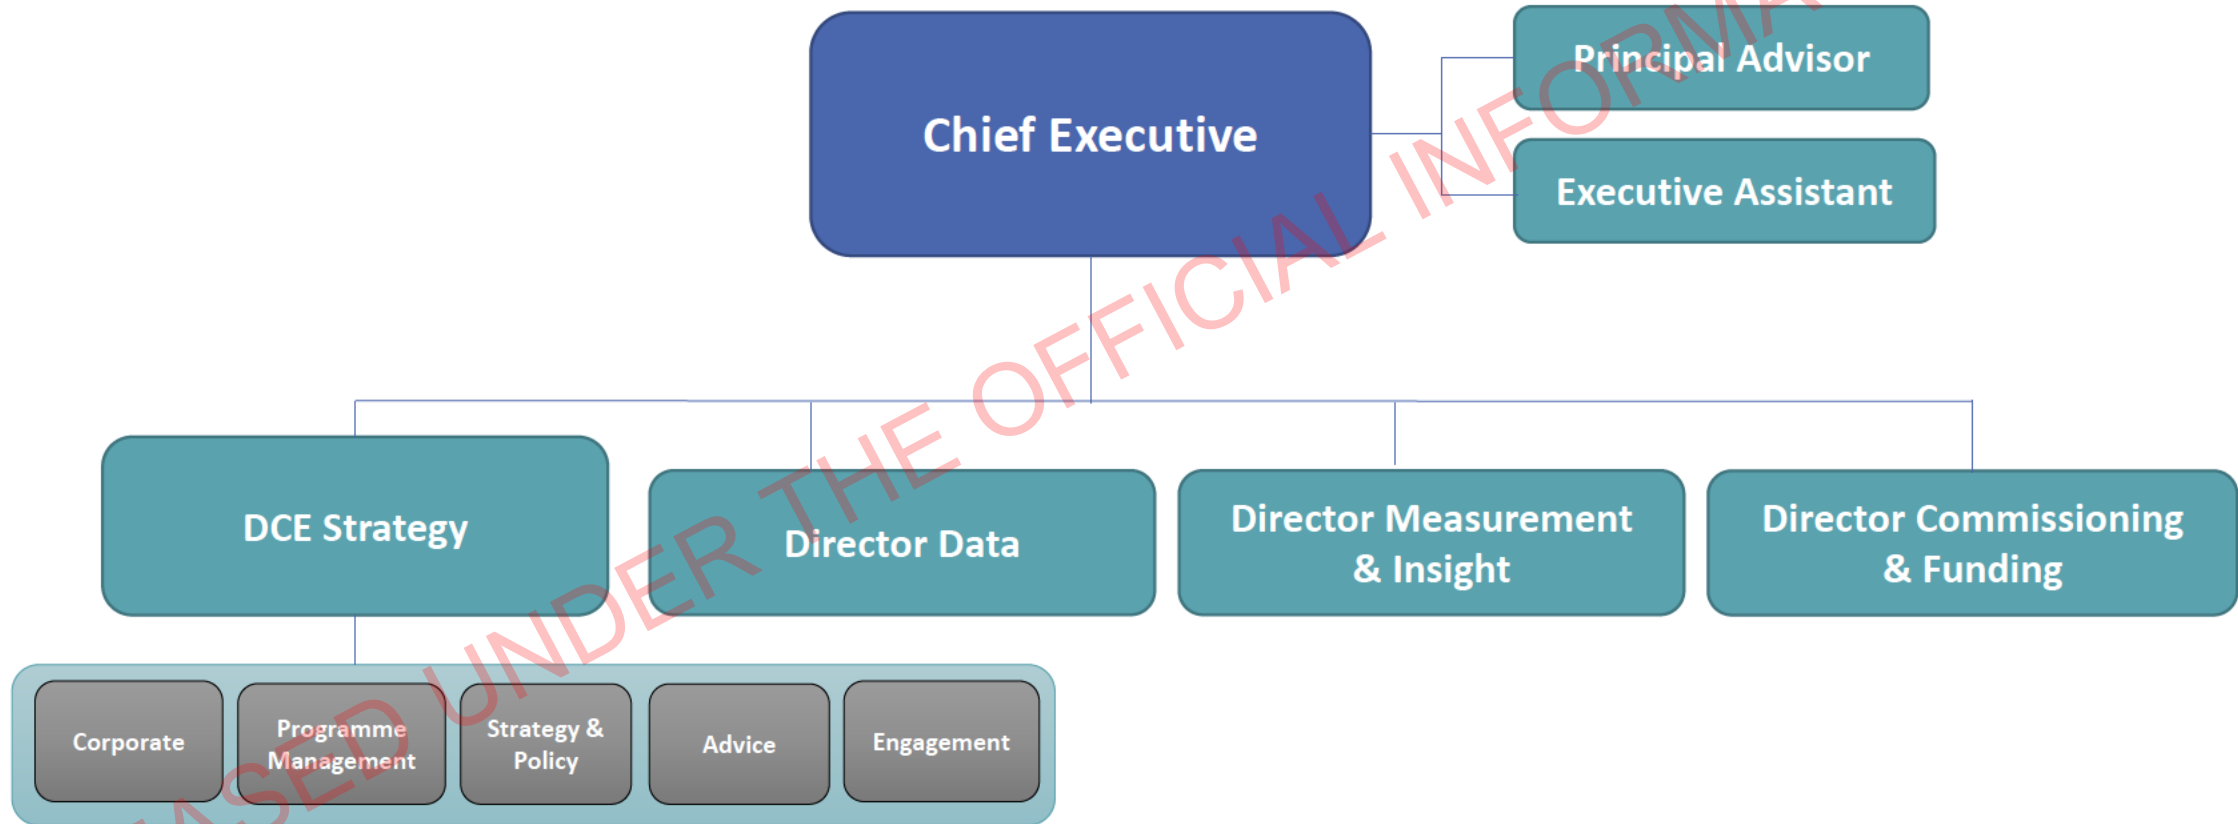 Chief Executive
Principal Advisor
Executive Assistant
DCE Strategy
Director Data
Director Measurement
& Insight
Director Commissioning
& Funding
Corporate
Programme
Management
Strategy &
Policy
Advice
Engagement
ASED UNDER THE OFFICIAL INFORMA